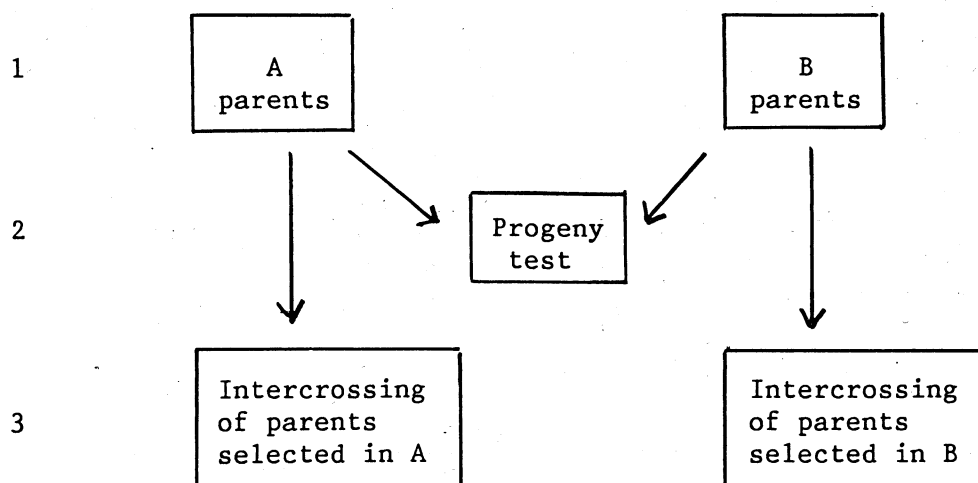 1
A
parents
B
parents
2
Progeny
test
3
Intercrossing
of parents
selected in A
Intercrossing
of parents
selected in B